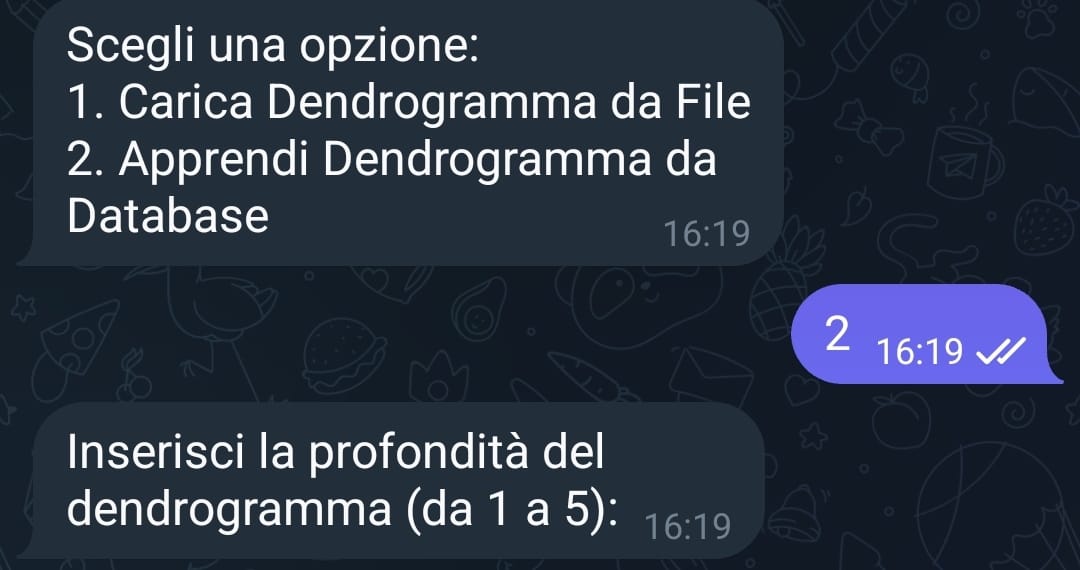 Scegli una opzione:
1. Carica Dendrogramma da File
2. Apprendi Dendrogramma da
Database
16:19
2 16:19
Inserisci la profondità del
dendrogramma (da 1 a 5): 16:19